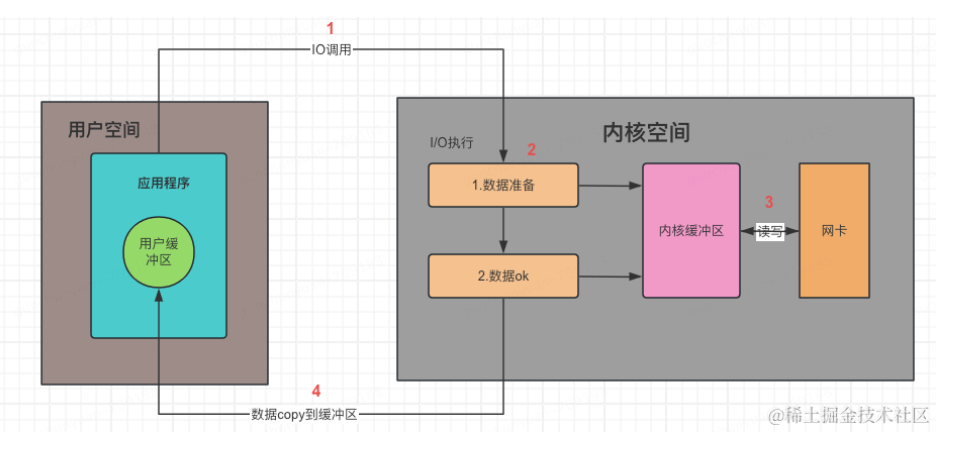 1
IO调用
用户空间
应用程序
用户缓
冲区
内核空间
I/O执行
2
1.数据准备
2.数据ok
内核缓冲区
3
读写
网卡
4
数据copy到缓冲区
@稀土掘金技术社区